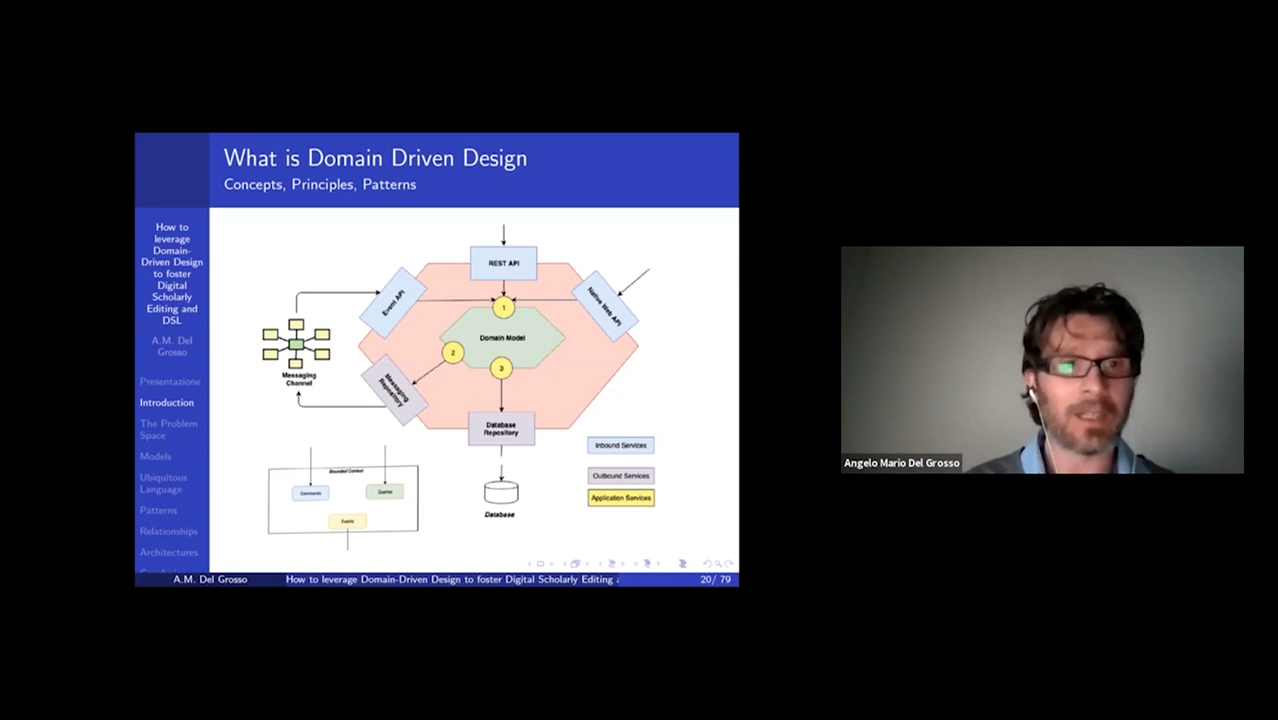 What is Domain Driven Design
Concepts, Principles, Patterns
How to
leverage
Domain-
Driven Design
to foster
Digital
Scholarly
Editing and
DSL
A.M. Del
Grosso
Presentazione
Introduction
The Problem
Space
Models
Ubiquitous
Language
Patterns
Relationships
Architectures
REST API
Event API
Native Web API
1
Domain Model
2
3
Messaging
Channel
Messaging
Repository
Database
Repository
Database
Inbound Services
Outbound Services
Application Services
Bounded Context
Queries
Events
A.M. Del Grosso
How to leverage Domain-Driven Design to foster Digital Scholarly Editing
20/ 79
Angelo Mario Del Grosso